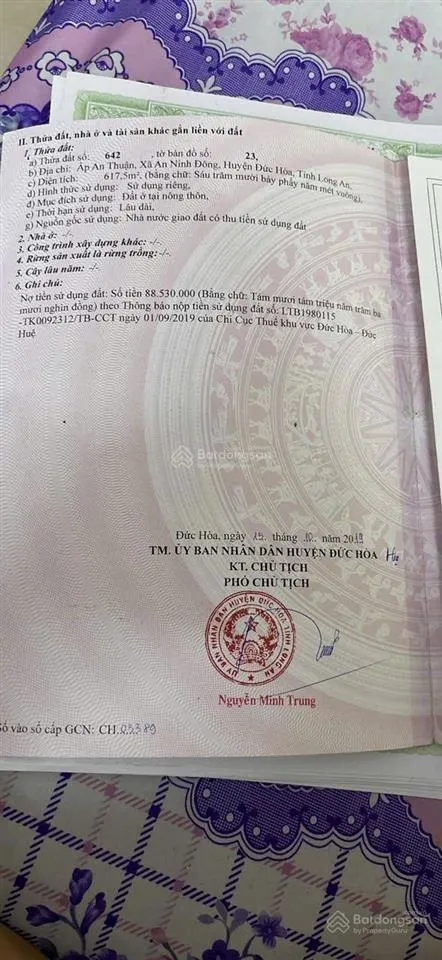 II. Thửa đất, nhà ở và tài sản khác gắn liền với đất
1. Thửa đất:
a) Thửa đất số: 642 , tờ bản đồ số: 23,
b) Địa chỉ: Ấp An Thuận, Xã An Ninh Đông, Huyện Đức Hòa, Tỉnh Long An,
c) Diện tích: 617,5m², (bằng chữ: Sáu trăm mười bảy phẩy năm mét vuông),
d) Hình thức sử dụng: Sử dụng riêng,
đ) Mục đích sử dụng: Đất ở tại nông thôn,
e) Thời hạn sử dụng: Lâu dài,
g) Nguồn gốc sử dụng: Nhà nước giao đất có thu tiền sử dụng đất
2. Nhà ở: -/-
3. Công trình xây dựng khác: -/-
4. Rừng sản xuất là rừng trồng: -/-
5. Cây lâu năm: -/-
6. Ghi chú:
Nợ tiền sử dụng đất: Số tiền 88.530.000 (Bằng chữ: Tám mươi tám triệu năm trăm ba
mươi nghìn đồng) theo Thông báo nộp tiền sử dụng đất số: LTB1980115
-TK0092312/TB-CCT ngày 01/09/2019 của Chi Cục Thuế khu vực Đức Hòa – Đức
Huệ
Batdongsan
by PropertyGuru
Đức Hòa, ngày tháng 10 năm 2019
TM. ỦY BAN NHÂN DÂN HUYỆN ĐỨC HÒA
KT. CHỦ TỊCH
PHÓ CHỦ TỊCH
ỦY BAN NHÂN DÂN HUYỆN ĐỨC HÒA TỈNH LONG AN
Nguyễn Minh Trung
Số vào sổ cấp GCN: CH.03389
Batdongsan
by PropertyGuru